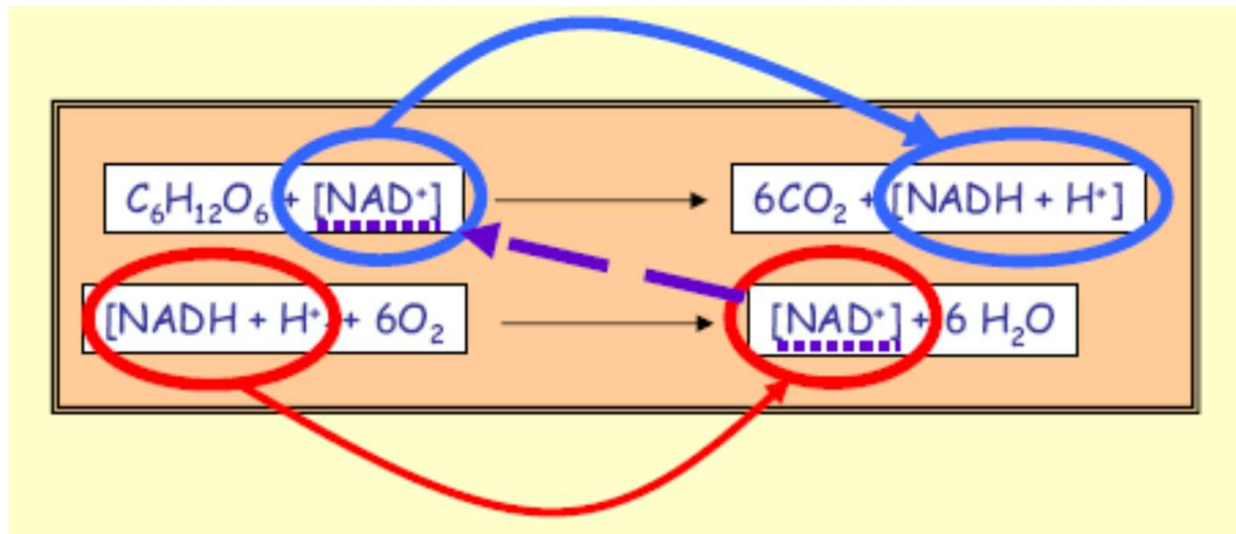 C₆H₁₂O₆ + [NAD⁺] → 6CO₂ + [NADH + H⁺]
[NADH + H⁺] + 6O₂ → [NAD⁺] + 6 H₂O